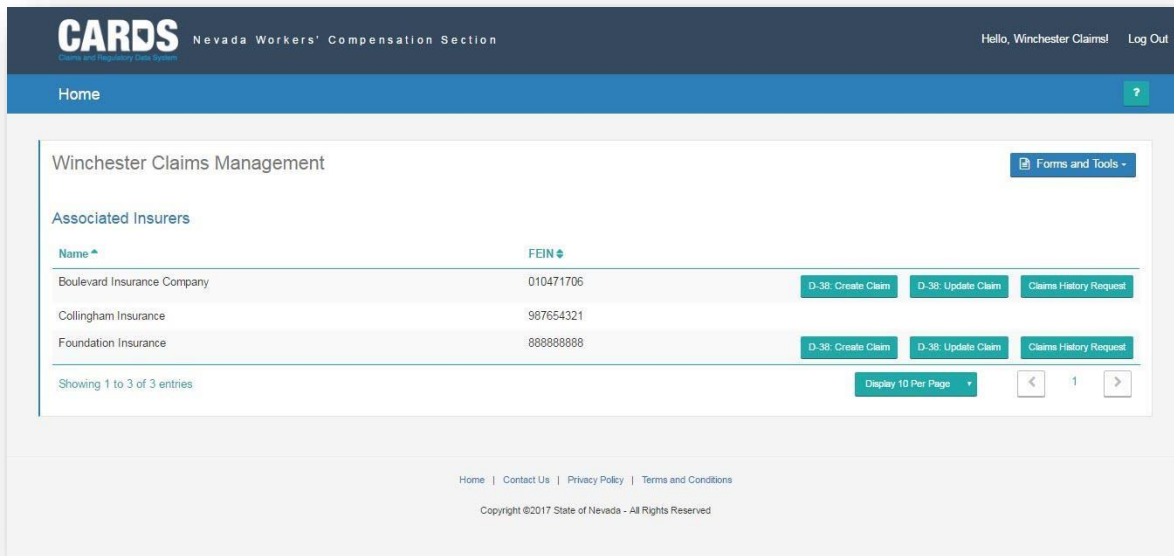 CARDS Nevada Workers' Compensation Section Hello, Winchester Claims! Log Out
Claims and Regulatory Data System
Home ?
Winchester Claims Management Forms and Tools
Associated Insurers
Name FEIN
Boulevard Insurance Company 010471706 D-38: Create Claim D-38: Update Claim Claims History Request
Collingham Insurance 987654321
Foundation Insurance 888888888 D-38: Create Claim D-38: Update Claim Claims History Request
Showing 1 to 3 of 3 entries Display 10 Per Page < 1 >
Home | Contact Us | Privacy Policy | Terms and Conditions
Copyright ©2017 State of Nevada - All Rights Reserved